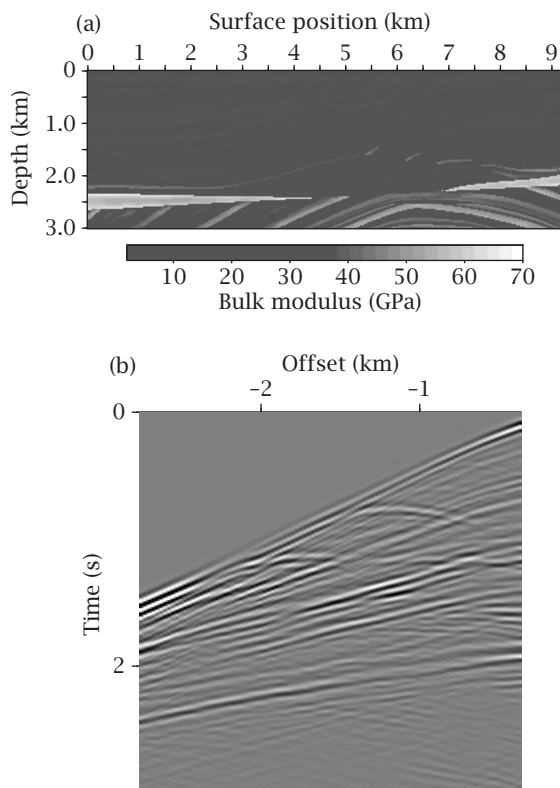 (a) Surface position (km)
0 1 2 3 4 5 6 7 8 9
Depth (km)
0
1.0
2.0
3.0
10 20 30 40 50 60 70
Bulk modulus (GPa)
(b) Offset (km)
–2 –1
Time (s)
0
2